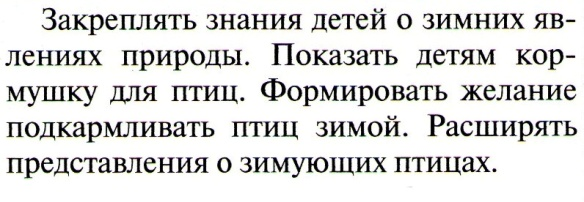 Закреплять знания детей о зимних яв-
лениях природы. Показать детям кор-
мушку для птиц. Формировать желание
подкармливать птиц зимой. Расширять
представления о зимующих птицах.